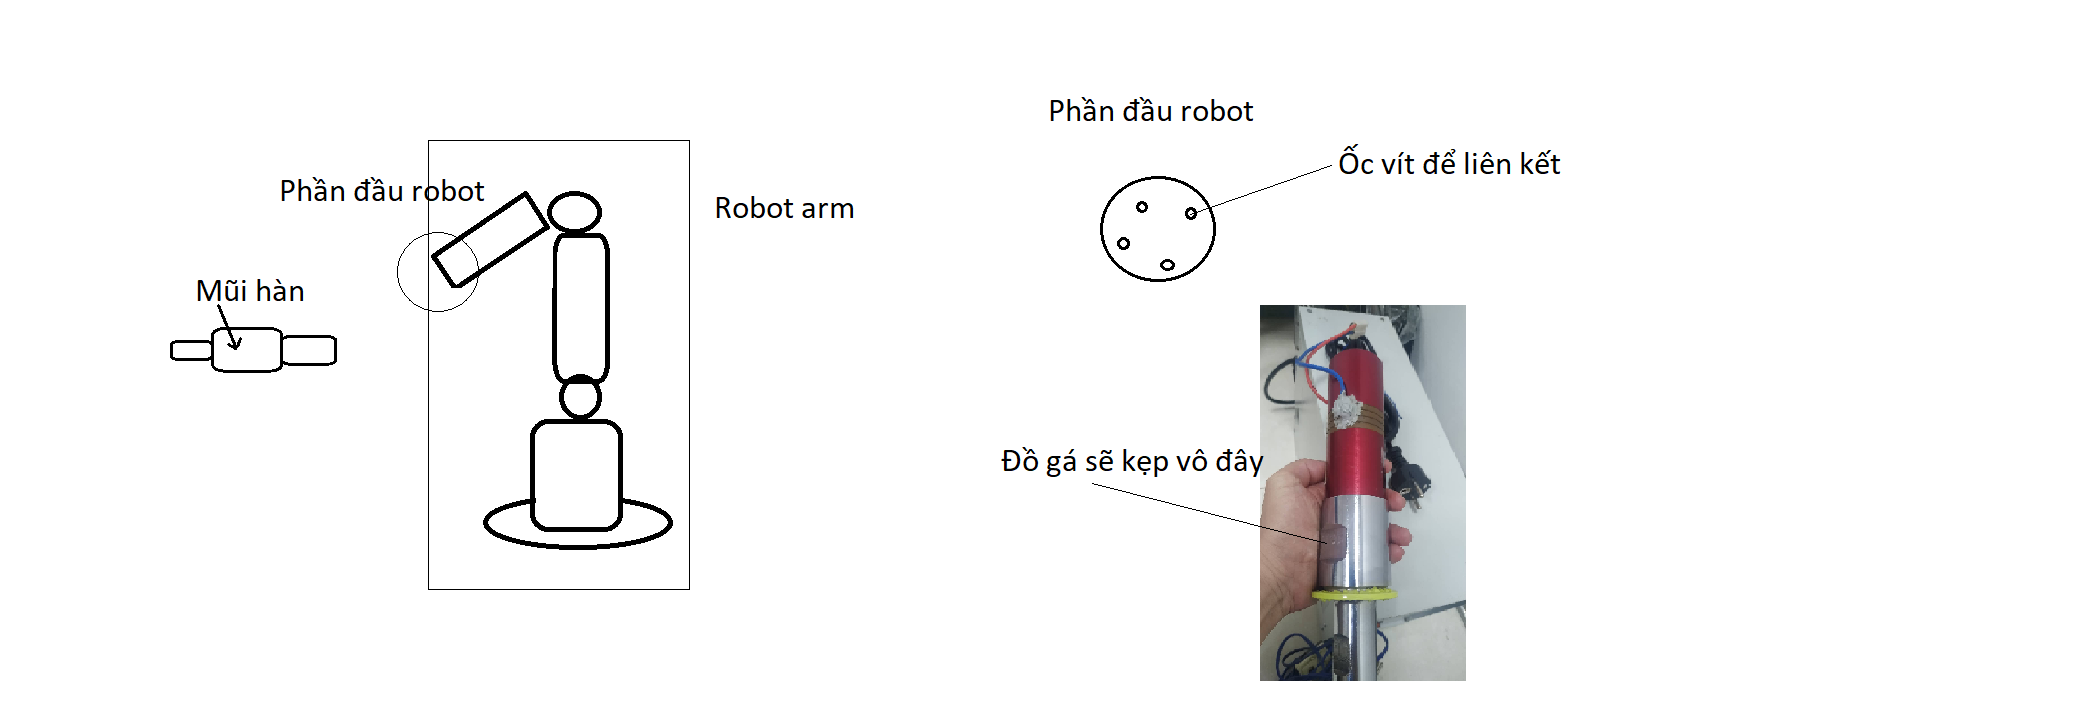 Phần đầu robot
Ốc vít để liên kết
Phần đầu robot
Robot arm
Mũi hàn
Đồ gá sẽ kẹp vô đây